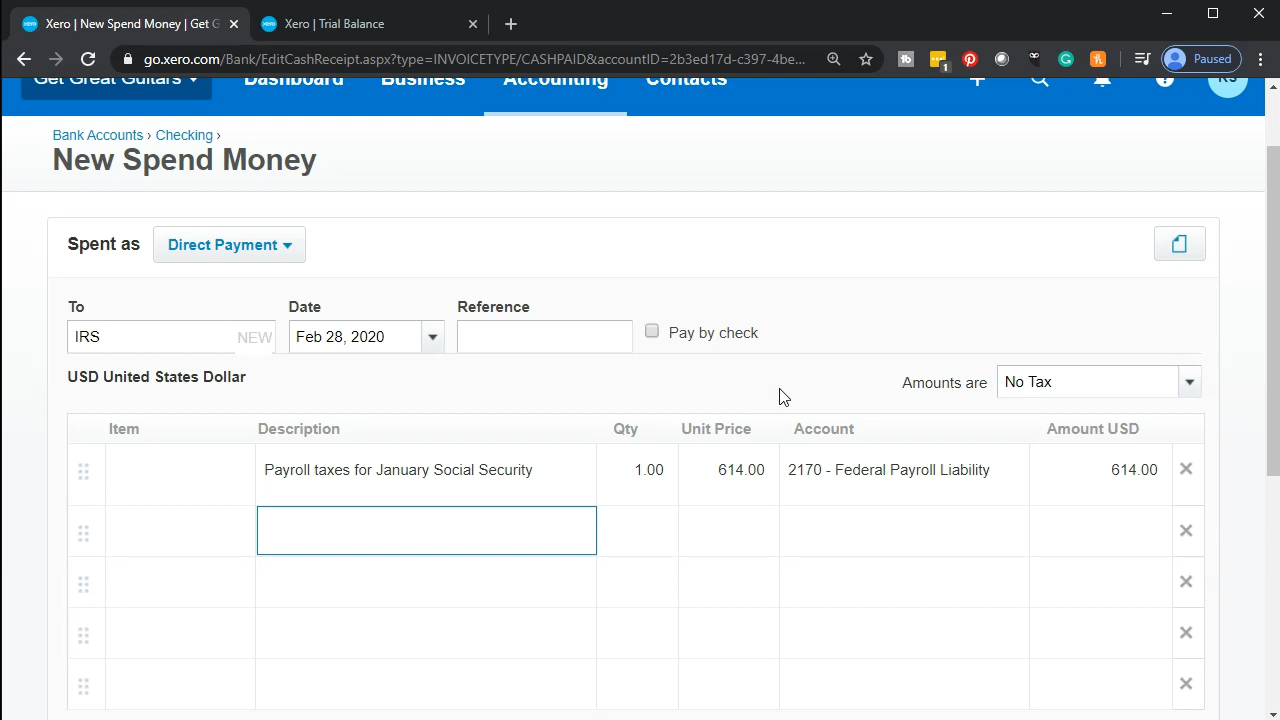 Xero | New Spend Money | Get G
Xero | Trial Balance
go.xero.com/Bank/EditCashReceipt.aspx?type=INVOICETYPE/CASHPAID&accountID=2b3ed17d-c397-4be...
1
Paused
Get Great Guitars Dashboard Business Accounting Contacts KS
Bank Accounts › Checking ›
New Spend Money
Spent as Direct Payment
To Date Reference
IRS NEW Feb 28, 2020 Pay by check
USD United States Dollar Amounts are No Tax
Item Description Qty Unit Price Account Amount USD
Payroll taxes for January Social Security 1.00 614.00 2170 - Federal Payroll Liability 614.00